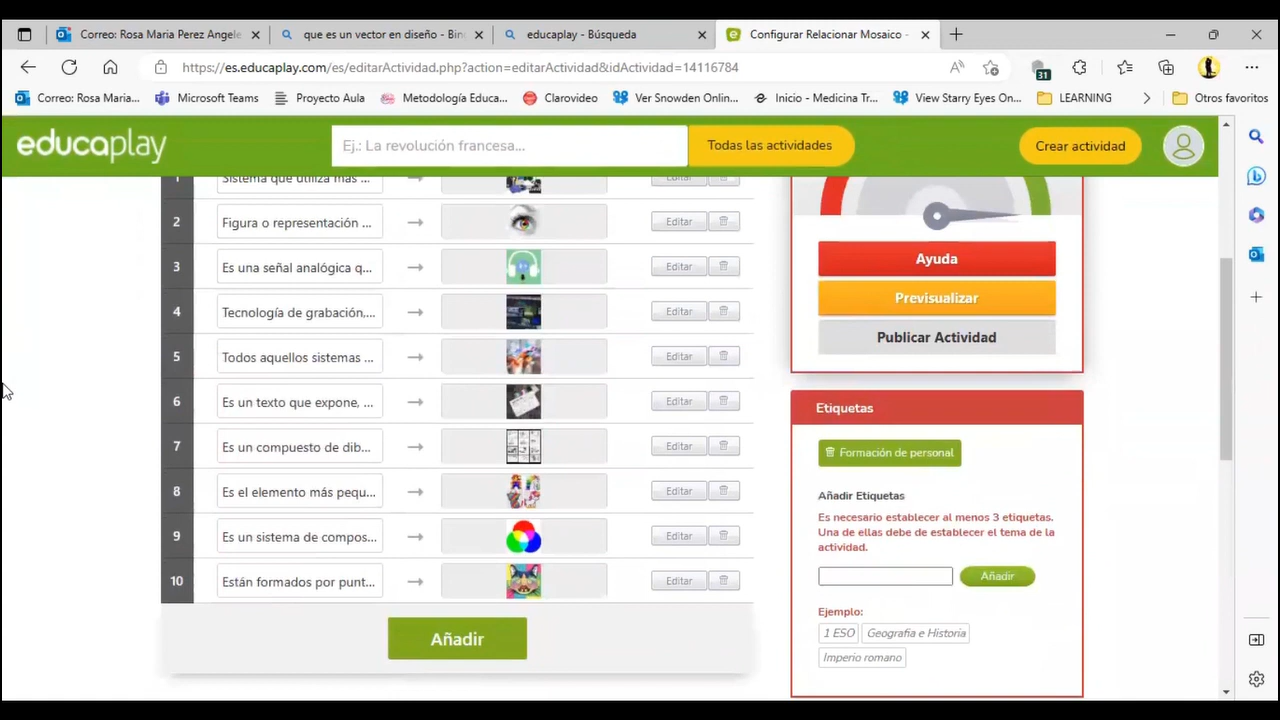 Correo: Rosa Maria Perez Angele
que es un vector en diseño - Bin
educaplay - Búsqueda
Configurar Relacionar Mosaico -
https://es.educaplay.com/es/editarActividad.php?action=editarActividad&idActividad=14116784
31
Correo: Rosa Maria...
Microsoft Teams
Proyecto Aula
Metodología Educa...
Clarovideo
Ver Snowden Onlin...
Inicio - Medicina Tr...
View Starry Eyes On...
LEARNING
Otros favoritos
educaplay
Ej.: La revolución francesa...
Todas las actividades
Crear actividad
1 Sistema que utiliza más Editar
2 Figura o representación ... Editar
3 Es una señal analógica q... Editar
4 Tecnología de grabación,... Editar
5 Todos aquellos sistemas ... Editar
6 Es un texto que expone, ... Editar
7 Es un compuesto de dib... Editar
8 Es el elemento más pequ... Editar
9 Es un sistema de compos... Editar
10 Están formados por punt... Editar
Añadir
Ayuda
Previsualizar
Publicar Actividad
Etiquetas
Formación de personal
Añadir Etiquetas
Es necesario establecer al menos 3 etiquetas.
Una de ellas debe de establecer el tema de la
actividad.
Añadir
Ejemplo:
1 ESO Geografia e Historia
Imperio romano